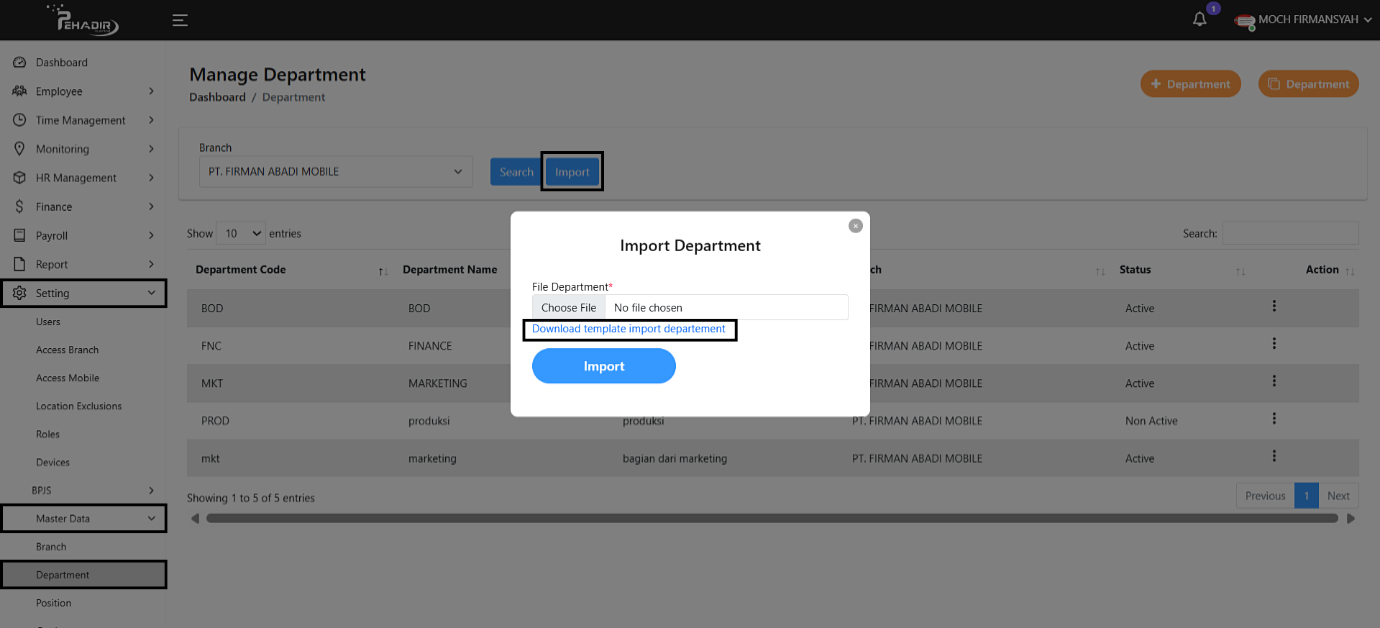 PEHADIR
1
MOCH FIRMANSYAH
Dashboard
Employee
Time Management
Monitoring
HR Management
Finance
Payroll
Report
Setting
Users
Access Branch
Access Mobile
Location Exclusions
Roles
Devices
BPJS
Master Data
Branch
Department
Position
Manage Department
Dashboard / Department
+ Department
Department
Branch
PT. FIRMAN ABADI MOBILE
Search
Import
Show 10 entries
Search:
Department Code Department Name ch Status Action
BOD BOD FIRMAN ABADI MOBILE Active
FNC FINANCE FIRMAN ABADI MOBILE Active
MKT MARKETING FIRMAN ABADI MOBILE Active
PROD produksi produksi PT. FIRMAN ABADI MOBILE Non Active
mkt marketing bagian dari marketing PT. FIRMAN ABADI MOBILE Active
Showing 1 to 5 of 5 entries
Previous 1 Next
Import Department
File Department*
Choose File No file chosen
Download template import departement
Import